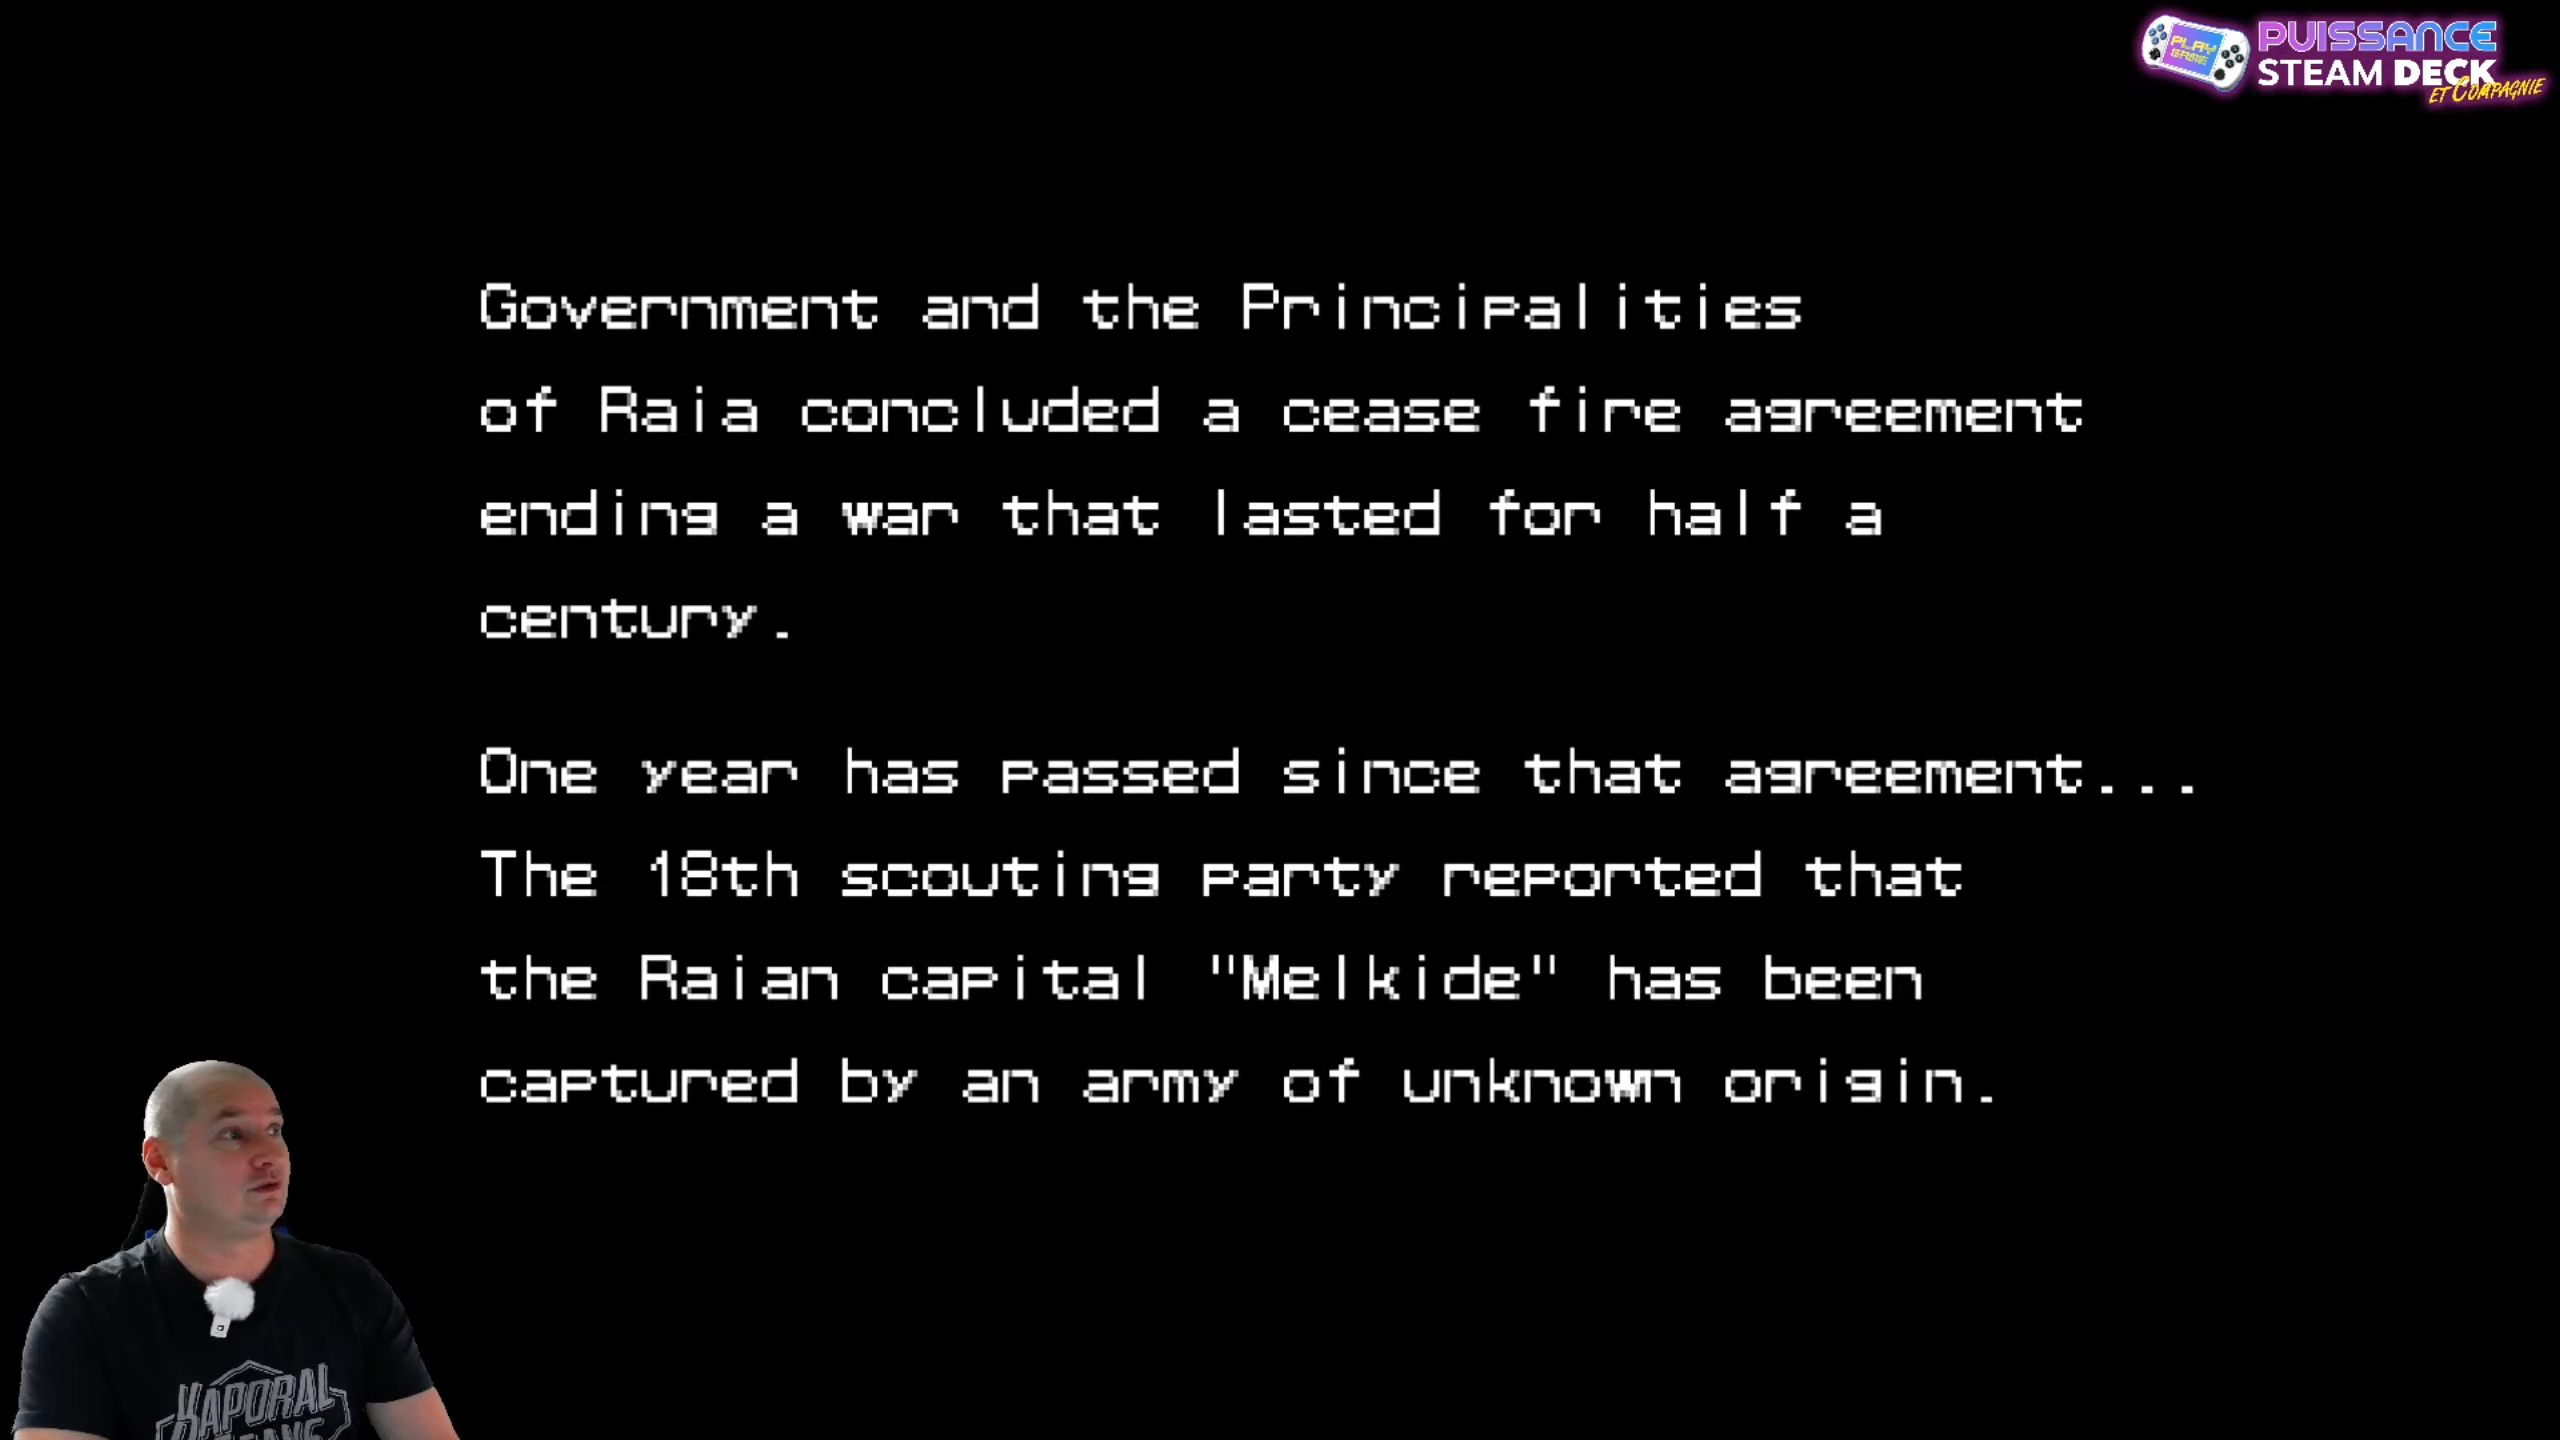 PLAY
GAME
PUISSANCE
STEAM DECK
ET COMPAGNIE
Government and the Principalities
of Raia concluded a cease fire agreement
ending a war that lasted for half a
century.
One year has passed since that agreement...
The 18th scouting party reported that
the Raian capital "Melkide" has been
captured by an army of unknown origin.
KAPORAL